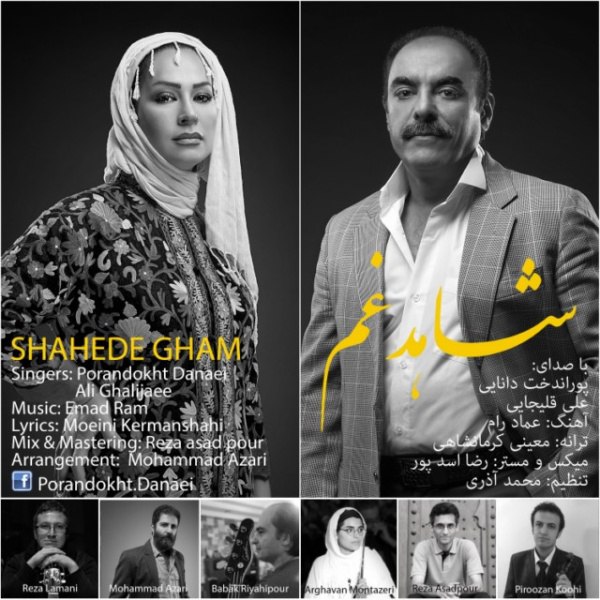 شاهد غم
SHAHEDE GHAM
Singers: Porandokht Danaei
Ali Ghalijaee
Music: Emad Ram
Lyrics: Moeini Kermanshahi
Mix & Mastering: Reza asad pour
Arrangement: Mohammad Azari
f Porandokht.Danaei
با صدای:
پوراندخت دانایی
علی قلیجایی
آهنگ: عماد رام
ترانه: معینی کرمانشاهی
میکس و مستر: رضا اسد پور
تنظیم: محمد آذری
Reza Lamani
Mohammad Azari
Babak Riyahipour
Arghavan Montazeri
Reza Asadpour
Piroozan Koohi